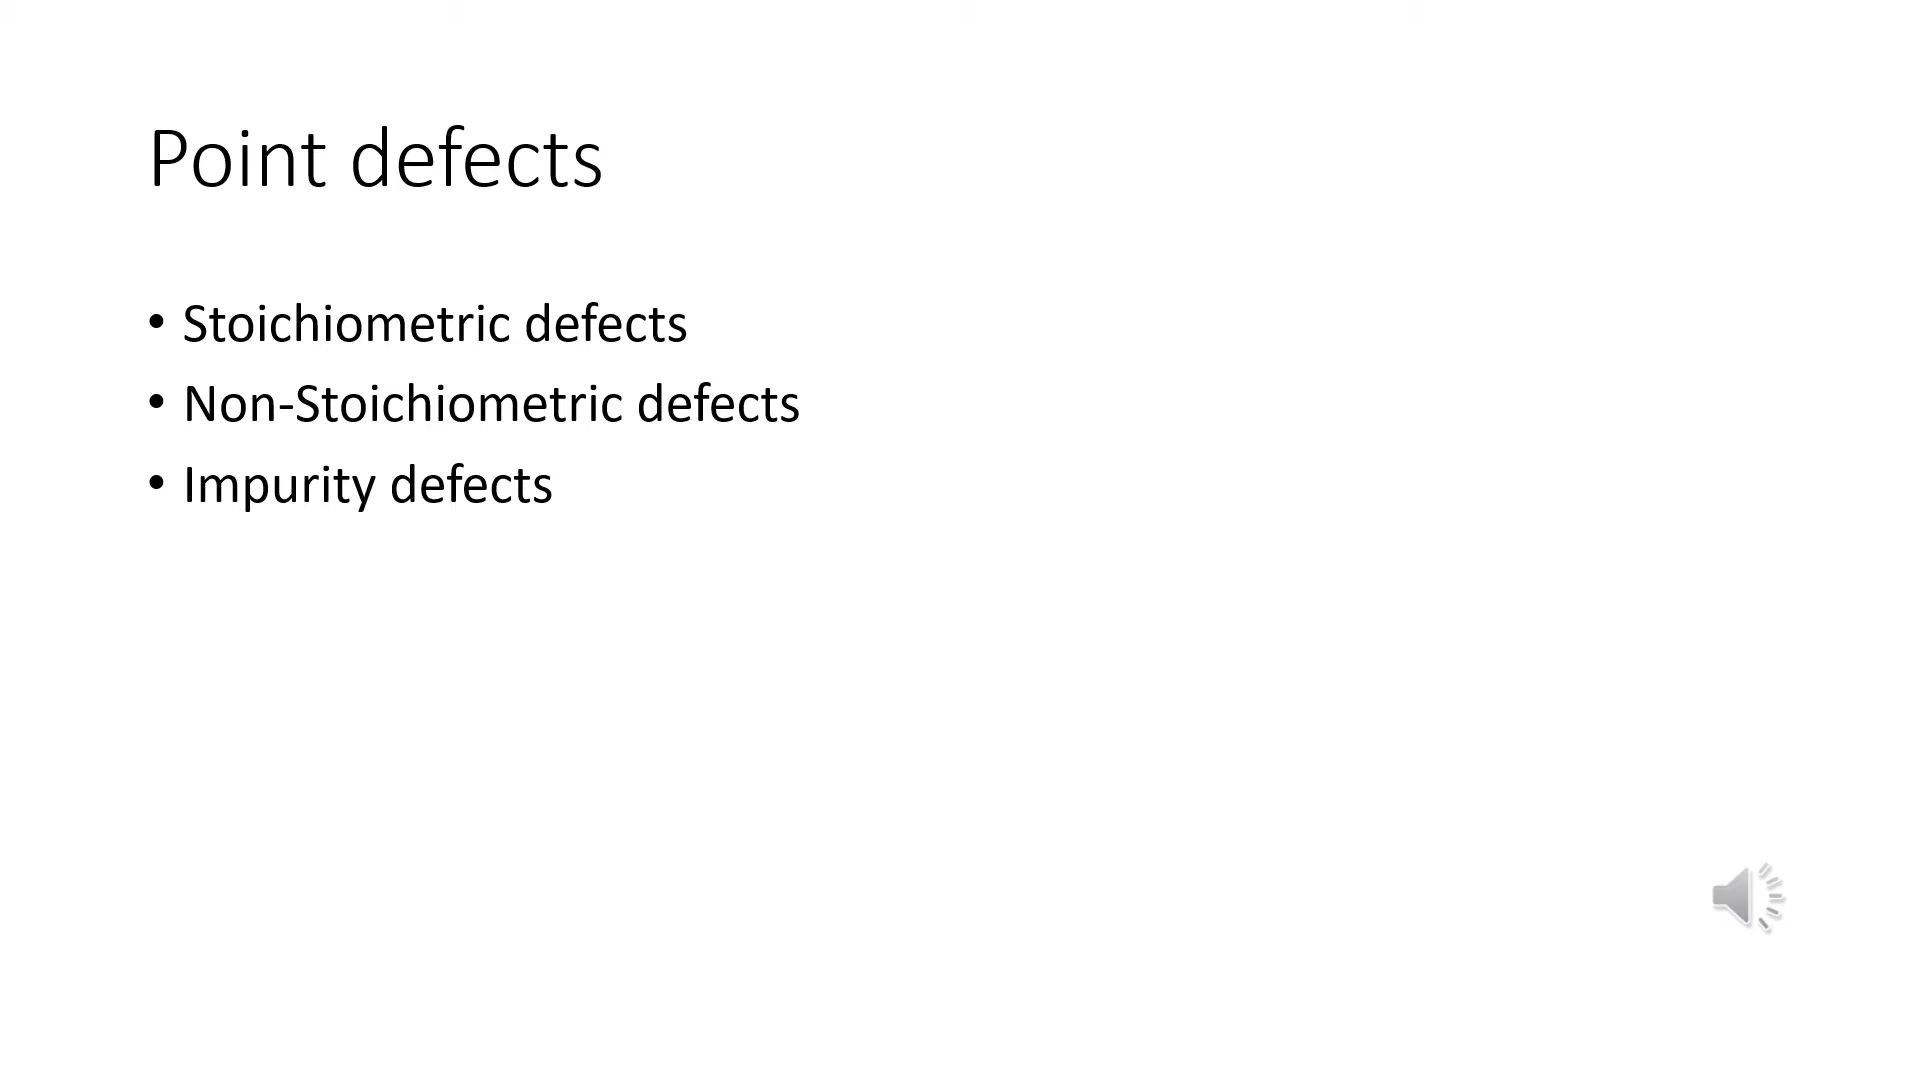 Point defects
• Stoichiometric defects
• Non-Stoichiometric defects
• Impurity defects